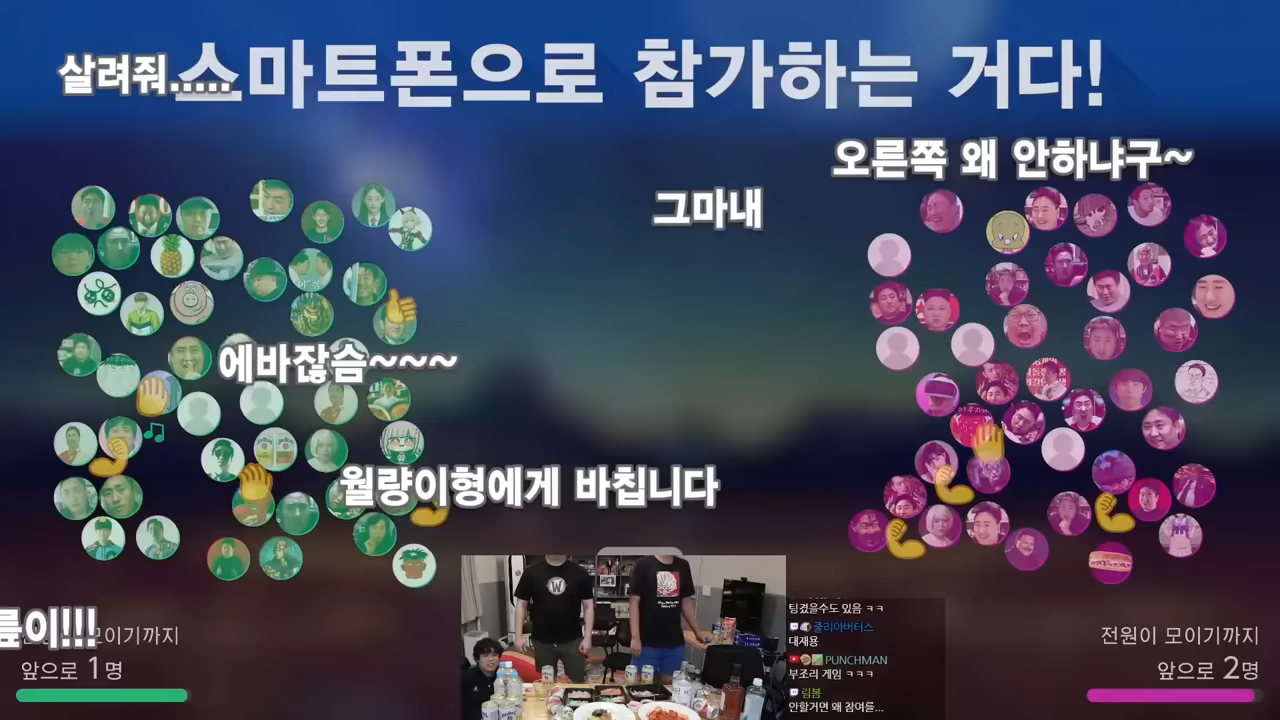 스마트폰으로 참가하는 거다!
살려줘.....
오른쪽 왜 안하냐구~
그마내
에바잖슴~~~
월량이형에게 바칩니다
이!!!
모이기까지
앞으로 1명
전원이 모이기까지
앞으로 2명
팅겼을수도 있음 ㅋㅋ
줄리아버터스
대재용
PUNCHMAN
부조리 게임 ㅋㅋㅋ
림봄
안할거면 왜 참여를...
W